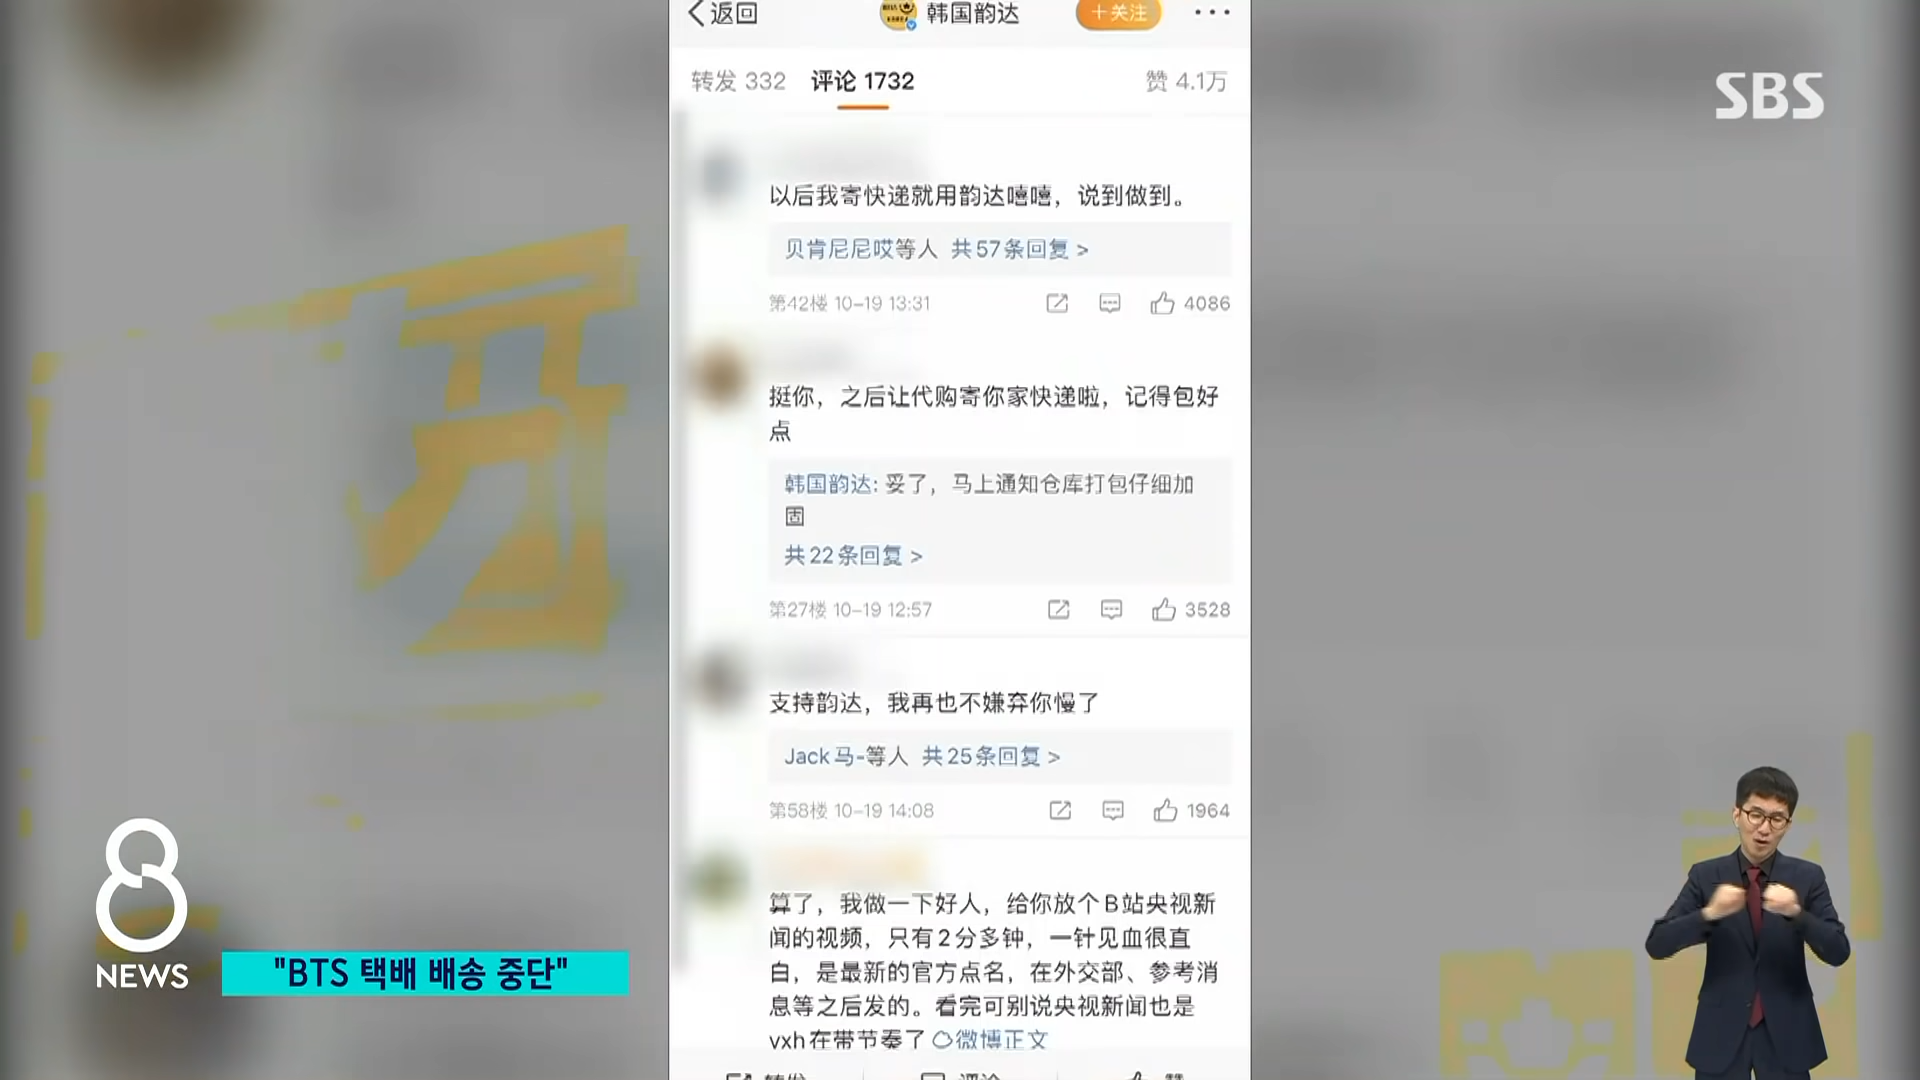 返回
韩国韵达
+关注
转发 332 评论 1732 赞 4.1万
SBS
以后我寄快递就用韵达嘻嘻，说到做到。
贝肯尼尼哎等人 共57条回复 >
第42楼 10-19 13:31 4086
挺你，之后让代购寄你家快递啦，记得包好
点
韩国韵达: 妥了，马上通知仓库打包仔细加
固
共22条回复 >
第27楼 10-19 12:57 3528
支持韵达，我再也不嫌弃你慢了
Jack马-等人 共25条回复 >
第58楼 10-19 14:08 1964
算了，我做一下好人，给你放个B站央视新
闻的视频，只有2分多钟，一针见血很直
白，是最新的官方点名，在外交部、参考消
息等之后发的。看完可别说央视新闻也是
vxh在带节奏了 微博正文
转发 评论 赞
8
NEWS
"BTS 택배 배송 중단"